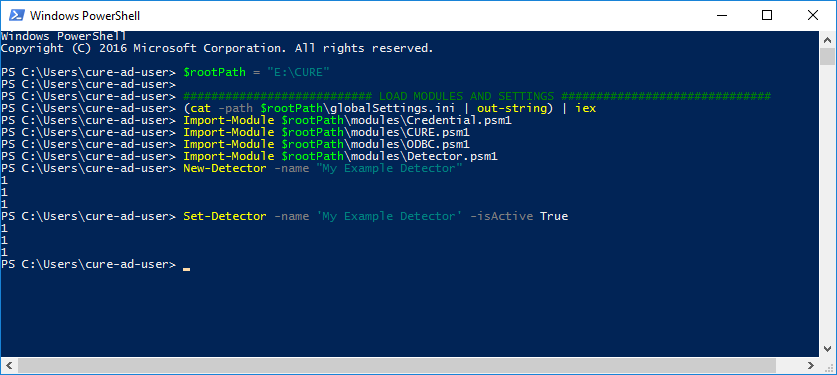 Windows PowerShell
Windows PowerShell
Copyright (C) 2016 Microsoft Corporation. All rights reserved.
PS C:\Users\cure-ad-user> $rootPath = "E:\CURE"
PS C:\Users\cure-ad-user>
PS C:\Users\cure-ad-user> ########################### LOAD MODULES AND SETTINGS ##############################
PS C:\Users\cure-ad-user> (cat -path $rootPath\globalSettings.ini | out-string) | iex
PS C:\Users\cure-ad-user> Import-Module $rootPath\modules\Credential.psm1
PS C:\Users\cure-ad-user> Import-Module $rootPath\modules\CURE.psm1
PS C:\Users\cure-ad-user> Import-Module $rootPath\modules\ODBC.psm1
PS C:\Users\cure-ad-user> Import-Module $rootPath\modules\Detector.psm1
PS C:\Users\cure-ad-user> New-Detector -name "My Example Detector"
1
1
1
PS C:\Users\cure-ad-user> Set-Detector -name 'My Example Detector' -isActive True
1
1
1
PS C:\Users\cure-ad-user>